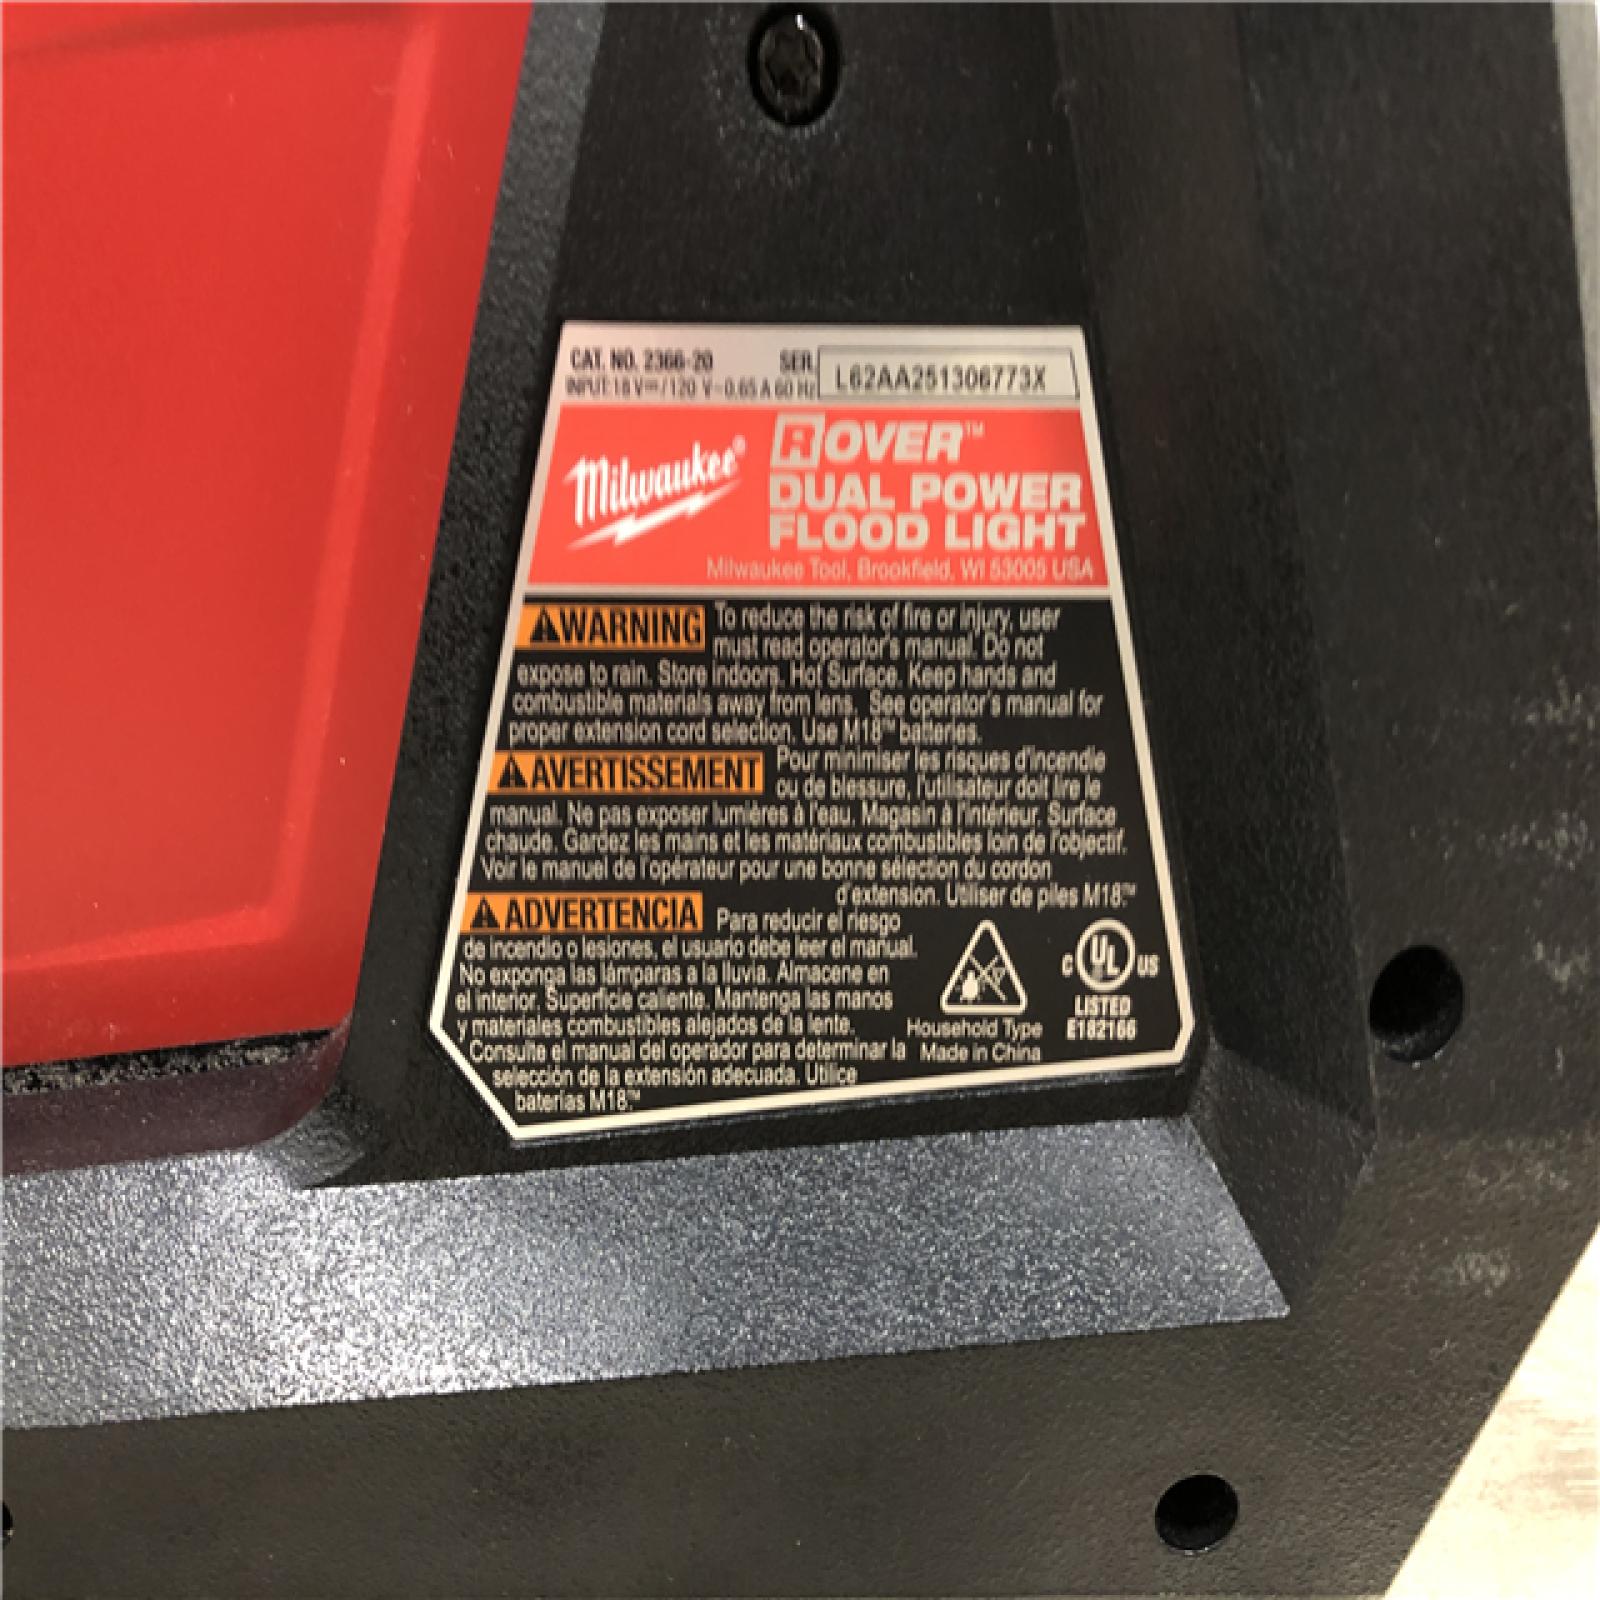 CAT. NO. 2366-20 SER. L62AA251306773X
INPUT: 18 V⎓/120 V~0.65 A 60 Hz
Milwaukee®
ROVER™
DUAL POWER
FLOOD LIGHT
Milwaukee Tool, Brookfield, WI 53005 USA
⚠WARNING To reduce the risk of fire or injury, user
must read operator's manual. Do not
expose to rain. Store indoors. Hot Surface. Keep hands and
combustible materials away from lens. See operator's manual for
proper extension cord selection. Use M18™ batteries.
⚠AVERTISSEMENT Pour minimiser les risques d'incendie
ou de blessure, l'utilisateur doit lire le
manual. Ne pas exposer lumières à l'eau. Magasin à l'intérieur. Surface
chaude. Gardez les mains et les matériaux combustibles loin de l'objectif.
Voir le manuel de l'opérateur pour une bonne sélection du cordon
d'extension. Utiliser de piles M18™.
⚠ADVERTENCIA Para reducir el riesgo
de incendio o lesiones, el usuario debe leer el manual.
No exponga las lámparas a la lluvia. Almacene en
el interior. Superficie caliente. Mantenga las manos
y materiales combustibles alejados de la lente.
Consulte el manual del operador para determinar la
selección de la extensión adecuada. Utilice
baterías M18™.
Household Type
Made in China
C UL US
LISTED
E182166